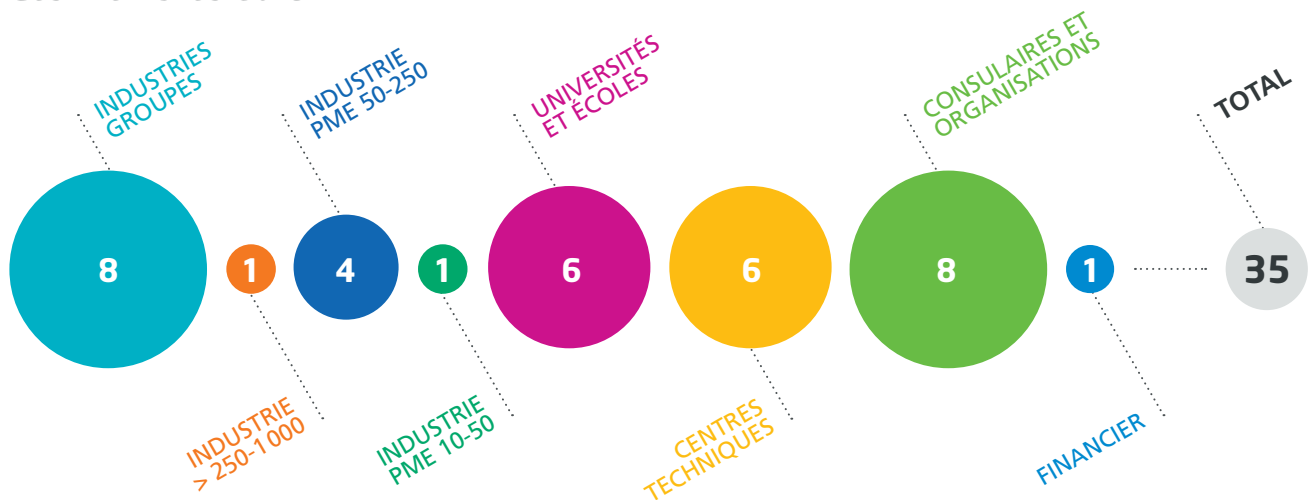 INDUSTRIES
GROUPES
INDUSTRIE
PME 50-250
UNIVERSITÉS
ET ÉCOLES
CONSULAIRES ET
ORGANISATIONS
TOTAL
8
1
4
1
6
6
8
1
35
INDUSTRIE
> 250-1000
INDUSTRIE
PME 10-50
CENTRES
TECHNIQUES
FINANCIER